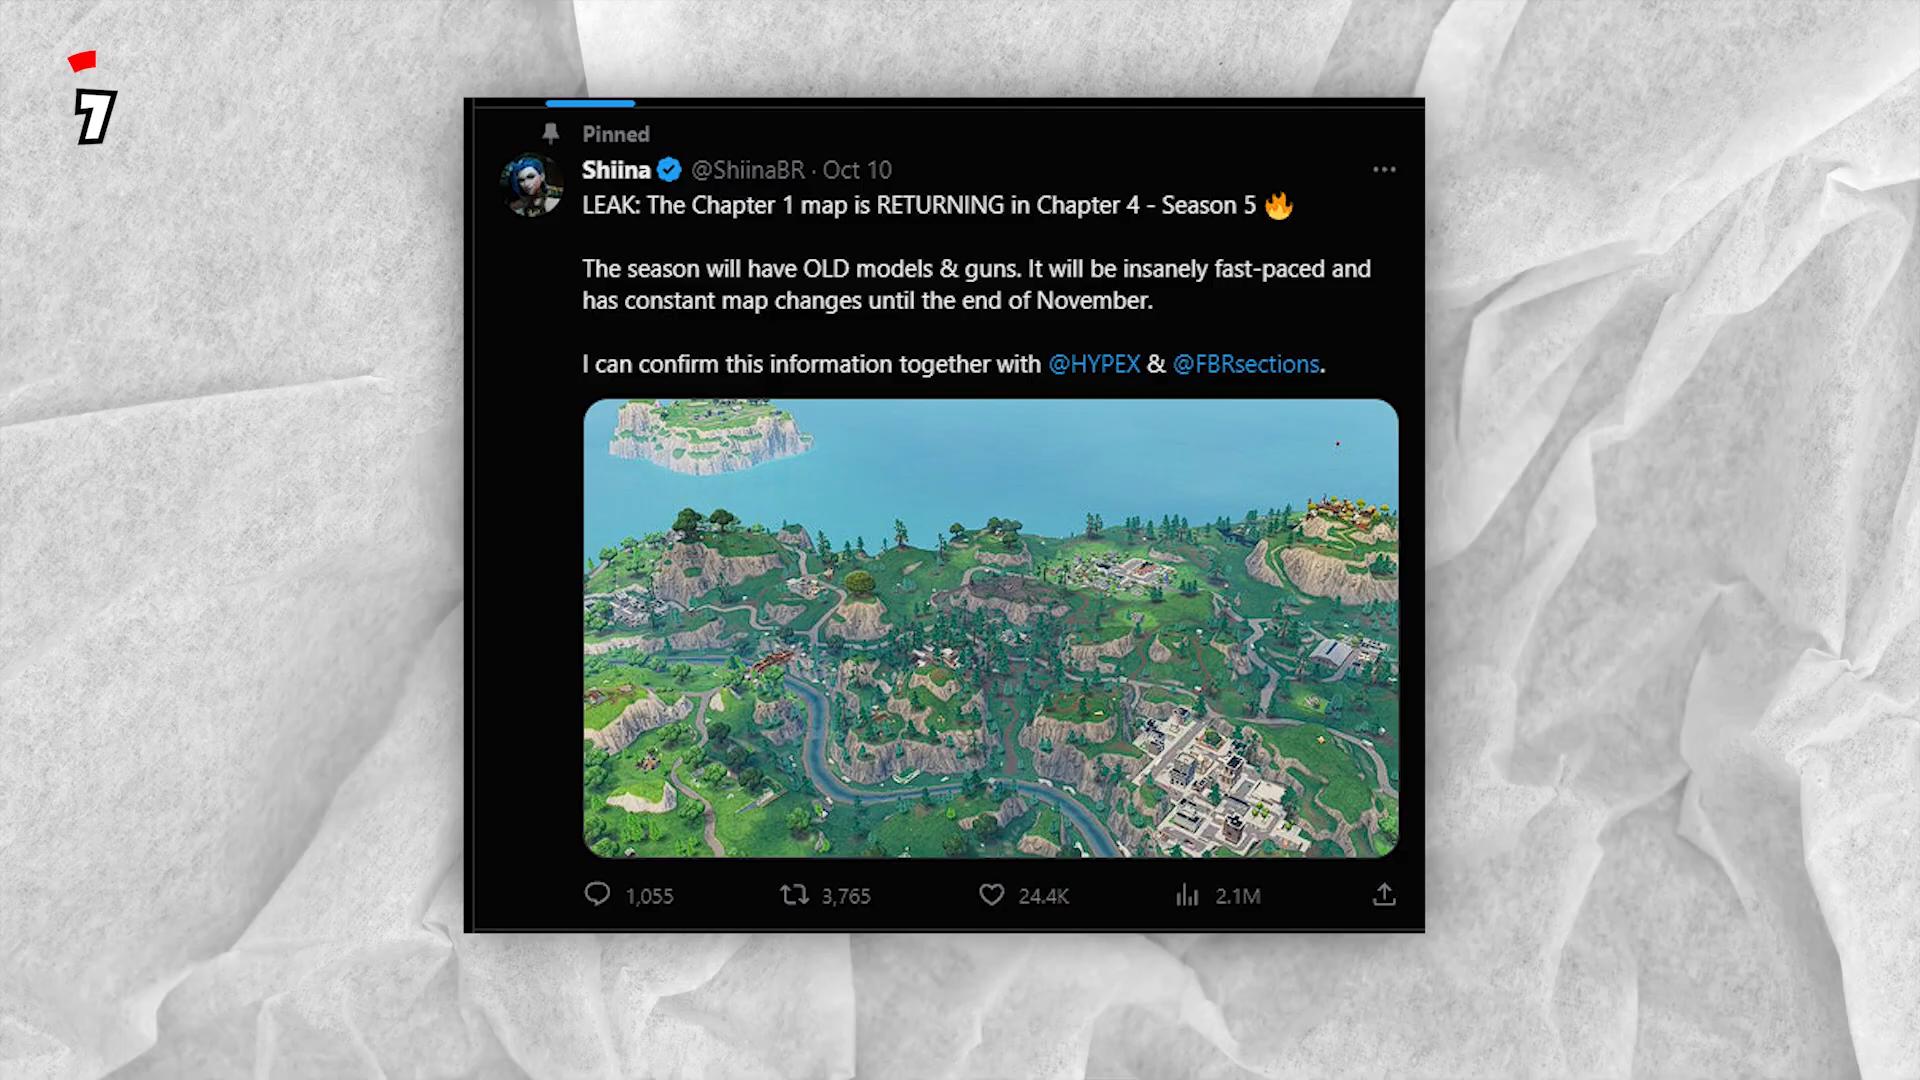 7
Pinned
Shiina @ShiinaBR · Oct 10
LEAK: The Chapter 1 map is RETURNING in Chapter 4 - Season 5 🔥
The season will have OLD models & guns. It will be insanely fast-paced and
has constant map changes until the end of November.
I can confirm this information together with @HYPEX & @FBRsections.
1,055 3,765 24.4K 2.1M